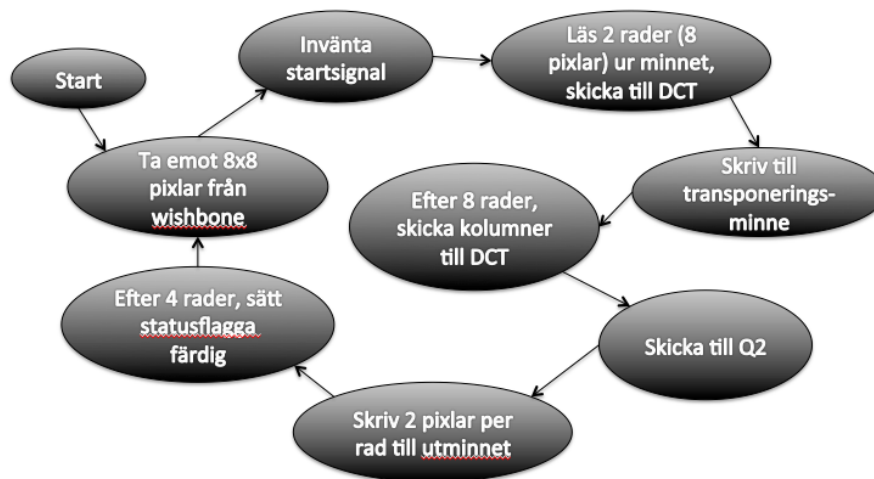 Start
Invänta
startsignal
Läs 2 rader (8
pixlar) ur minnet,
skicka till DCT
Skriv till
transponerings-
minne
Efter 8 rader,
skicka kolumner
till DCT
Skicka till Q2
Skriv 2 pixlar per
rad till utminnet
Efter 4 rader, sätt
statusflagga
färdig
Ta emot 8x8
pixlar från
wishbone